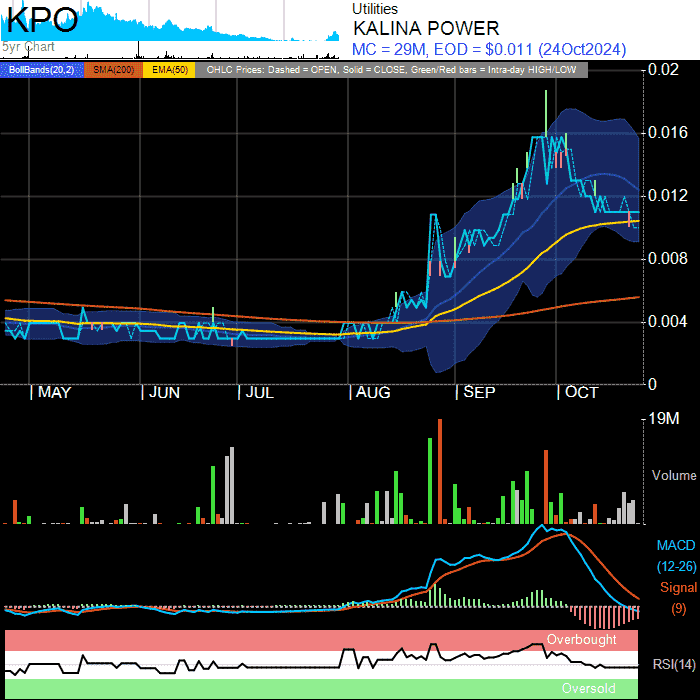 KPO
5yr Chart
Utilities
KALINA POWER
MC = 29M, EOD = $0.011 (24Oct2024)
BollBands(20,2) SMA(200) EMA(50) OHLC Prices: Dashed = OPEN, Solid = CLOSE, Green/Red bars = Intra-day HIGH/LOW
0.02
0.016
0.012
0.008
0.004
0
MAY JUN JUL AUG SEP OCT
19M
Volume
MACD
(12-26)
Signal
(9)
Overbought
RSI(14)
Oversold